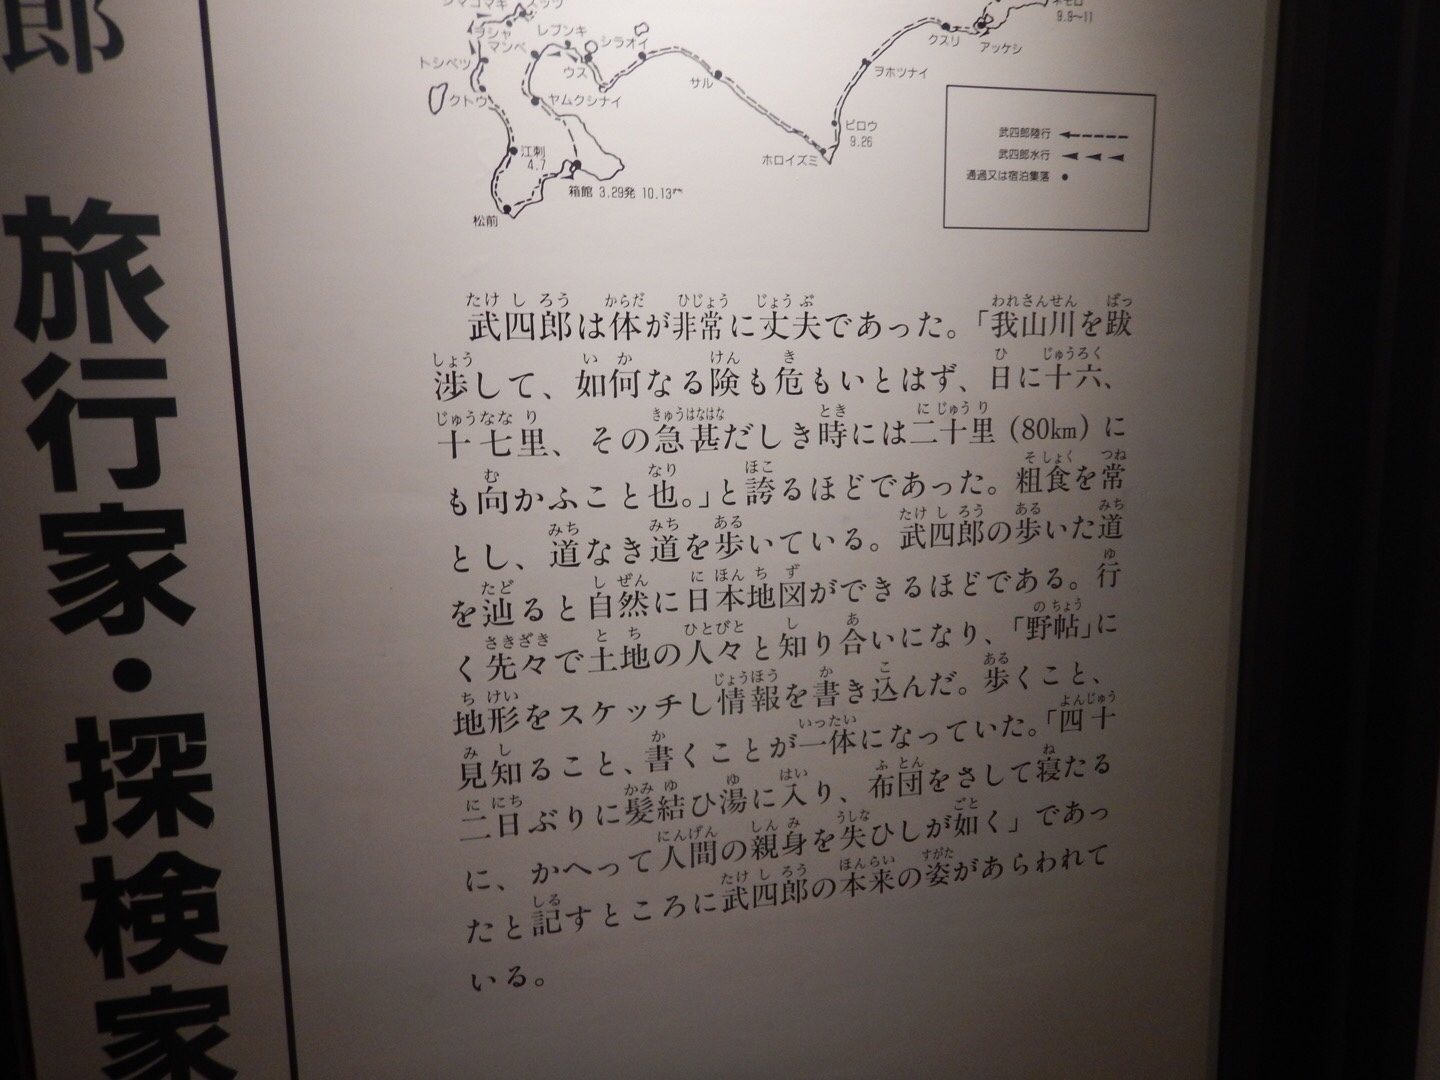 郎 旅行家・探検家
シマコマキ
スッツ
ヲシャマンベ
レブンキ
シラオイ
トシベツ
ウス
クトウ
ヤムクシナイ
サル
クスリ
アッケシ
ネモロ
9.9〜11
ヲホツナイ
ビロウ
9.26
ホロイズミ
江刺
4.7
箱館 3.29発 10.13
松前
武四郎陸行
武四郎水行
通過又は宿泊集落
武四郎は体が非常に丈夫であった。「我山川を跋
渉して、如何なる険も危もいとはず、日に十六、
十七里、その急甚だしき時には二十里（80km）に
も向かふこと也。」と誇るほどであった。粗食を常
とし、道なき道を歩いている。武四郎の歩いた道
を辿ると自然に日本地図ができるほどである。行
く先々で土地の人々と知り合いになり、「野帖」に
地形をスケッチし情報を書き込んだ。歩くこと、
見知ること、書くことが一体になっていた。「四十
二日ぶりに髪結ひ湯に入り、布団をさして寝たる
に、かへって人間の親身を失ひしが如く」であっ
たと記すところに武四郎の本来の姿があらわれて
いる。